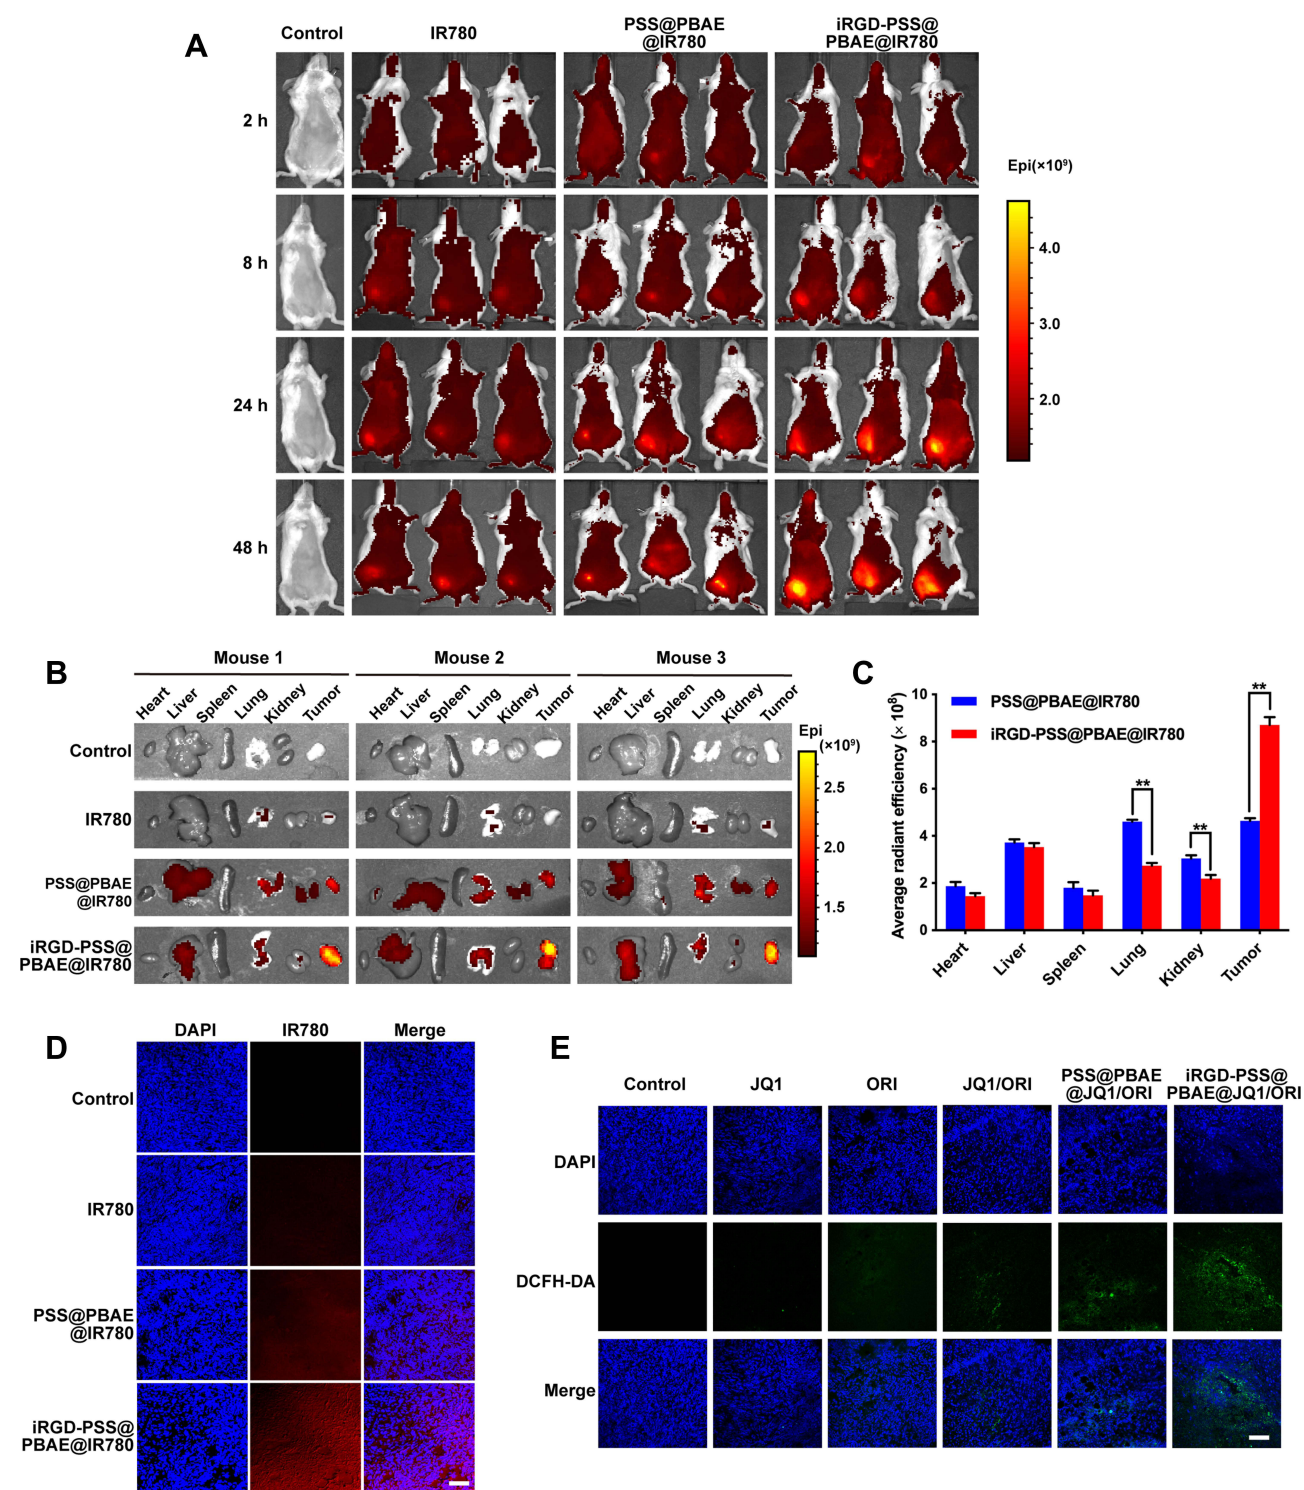 A
Control
IR780
PSS@PBAE
@IR780
iRGD-PSS@
PBAE@IR780
2 h
8 h
24 h
48 h
Epi(×10⁹)
4.0
3.0
2.0
B
Mouse 1
Mouse 2
Mouse 3
Heart
Liver
Spleen
Lung
Kidney
Tumor
Heart
Liver
Spleen
Lung
Kidney
Tumor
Heart
Liver
Spleen
Lung
Kidney
Tumor
Control
IR780
PSS@PBAE
@IR780
iRGD-PSS@
PBAE@IR780
Epi
(×10⁹)
2.5
2.0
1.5
C
Average radiant efficiency (× 10⁸)
10
8
6
4
2
0
PSS@PBAE@IR780
iRGD-PSS@PBAE@IR780
**
**
**
Heart
Liver
Spleen
Lung
Kidney
Tumor
D
DAPI
IR780
Merge
Control
IR780
PSS@PBAE
@IR780
iRGD-PSS@
PBAE@IR780
E
Control
JQ1
ORI
JQ1/ORI
PSS@PBAE
@JQ1/ORI
iRGD-PSS@
PBAE@JQ1/ORI
DAPI
DCFH-DA
Merge